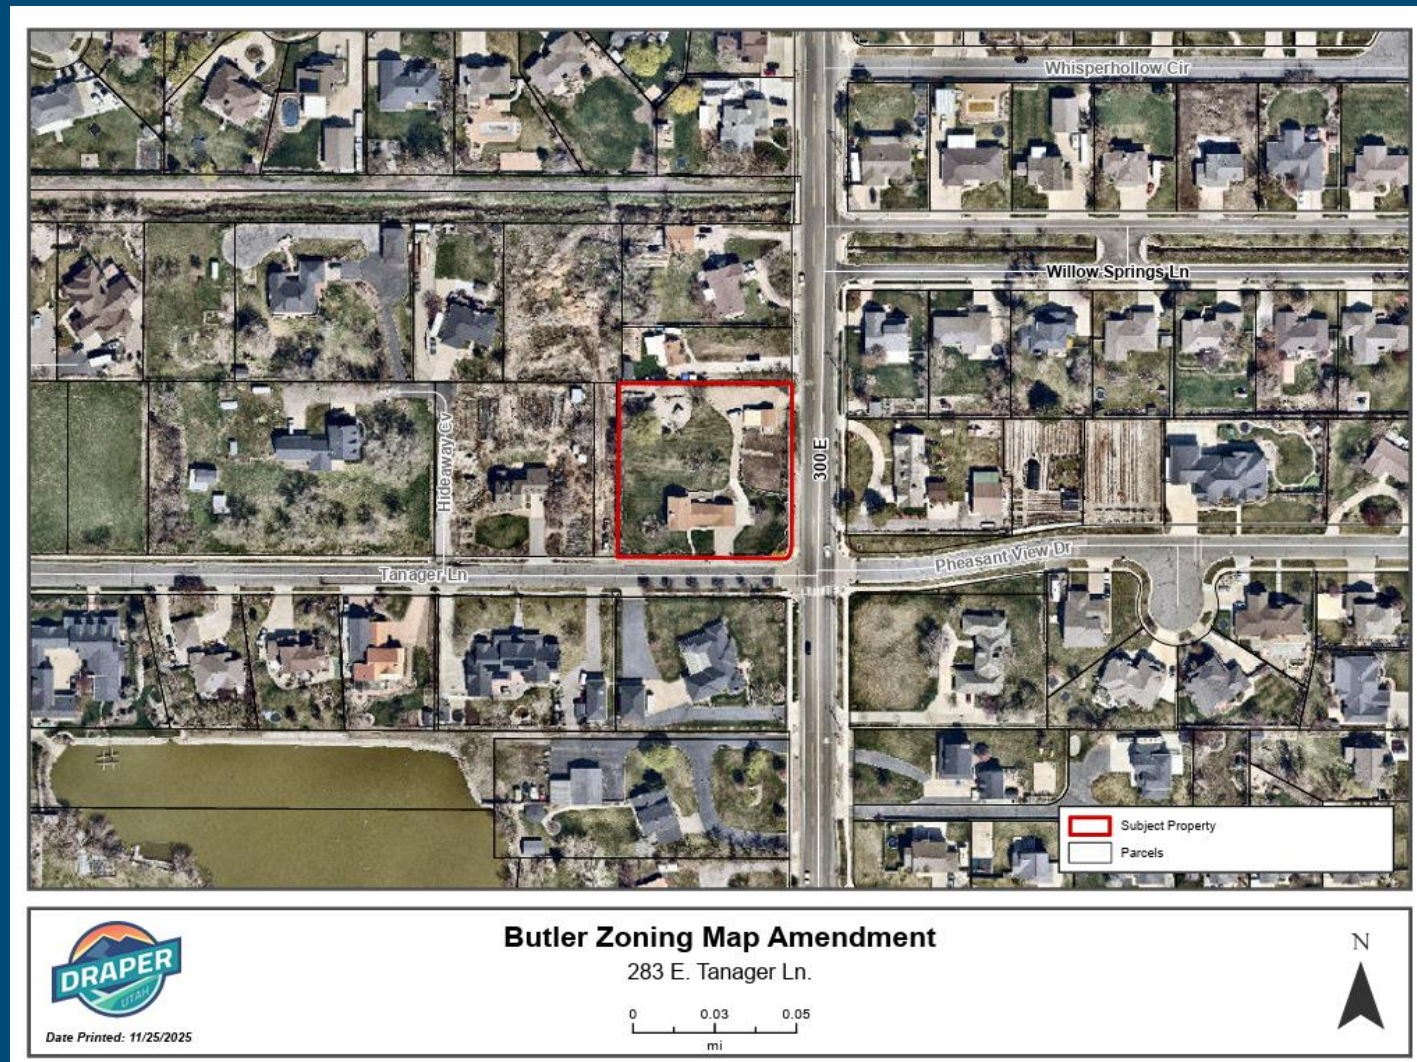 Whisperhollow Cir
Willow Springs Ln
Hideaway Cv
300 E
Tanager Ln
Pheasant View Dr
Subject Property
Parcels
DRAPER
UTAH
Date Printed: 11/25/2025
Butler Zoning Map Amendment
283 E. Tanager Ln.
0 0.03 0.05
mi
N